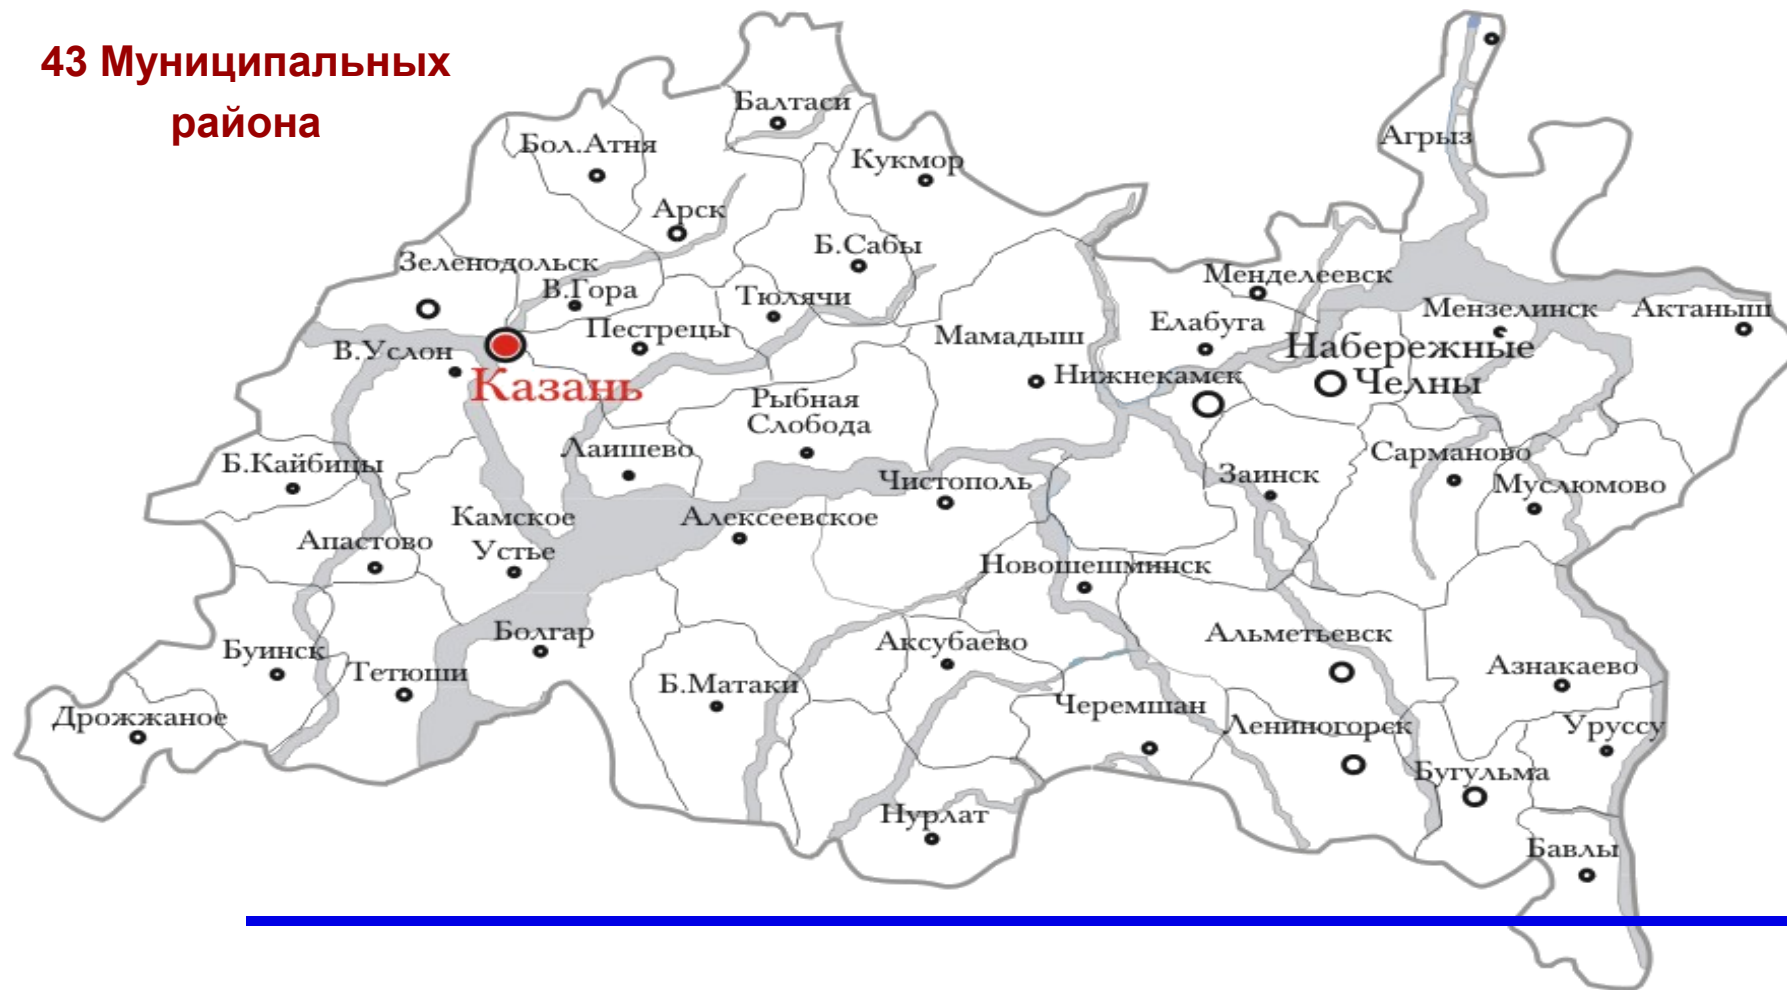 43 Муниципальных
района
Балтаси
Агрыз
Бол.Атня
Кукмор
Арск
Б.Сабы
Зеленодольск
Менделеевск
В.Гора
Тюлячи
Мензелинск
Актаныш
Пестрецы
Мамадыш
Елабуга
В.Услон
Набережные
Челны
Казань
Нижнекамск
Рыбная
Слобода
Лаишево
Сарманово
Б.Кайбицы
Чистополь
Заинск
Муслюмово
Камское
Устье
Алексеевское
Апастово
Новошешминск
Болгар
Аксубаево
Альметьевск
Буинск
Тетюши
Азнакаево
Б.Матаки
Черемшан
Дрожжаное
Лениногорск
Уруссу
Бугульма
Нурлат
Бавлы